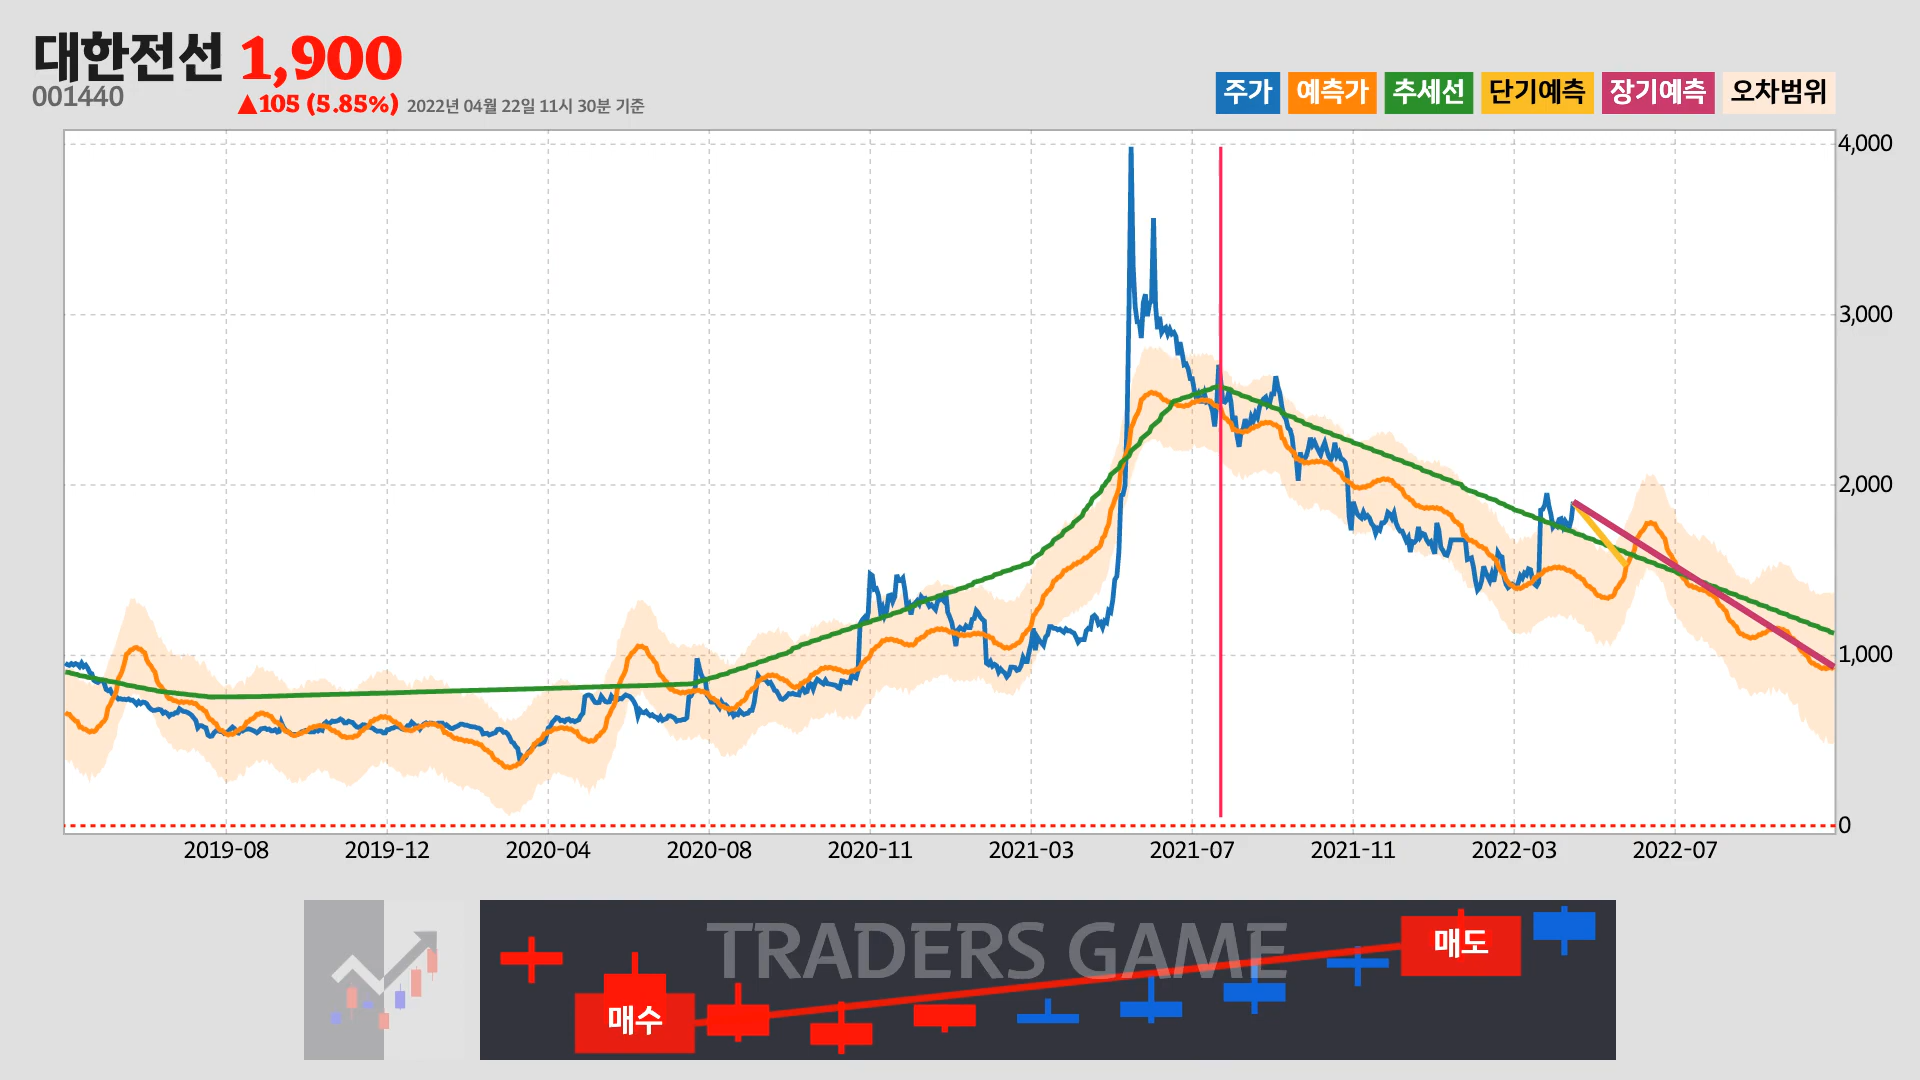 대한전선 1,900
001440
▲105 (5.85%) 2022년 04월 22일 11시 30분 기준
주가 예측가 추세선 단기예측 장기예측 오차범위
4,000
3,000
2,000
1,000
0
2019-08 2019-12 2020-04 2020-08 2020-11 2021-03 2021-07 2021-11 2022-03 2022-07
TRADERS GAME
매도
매수